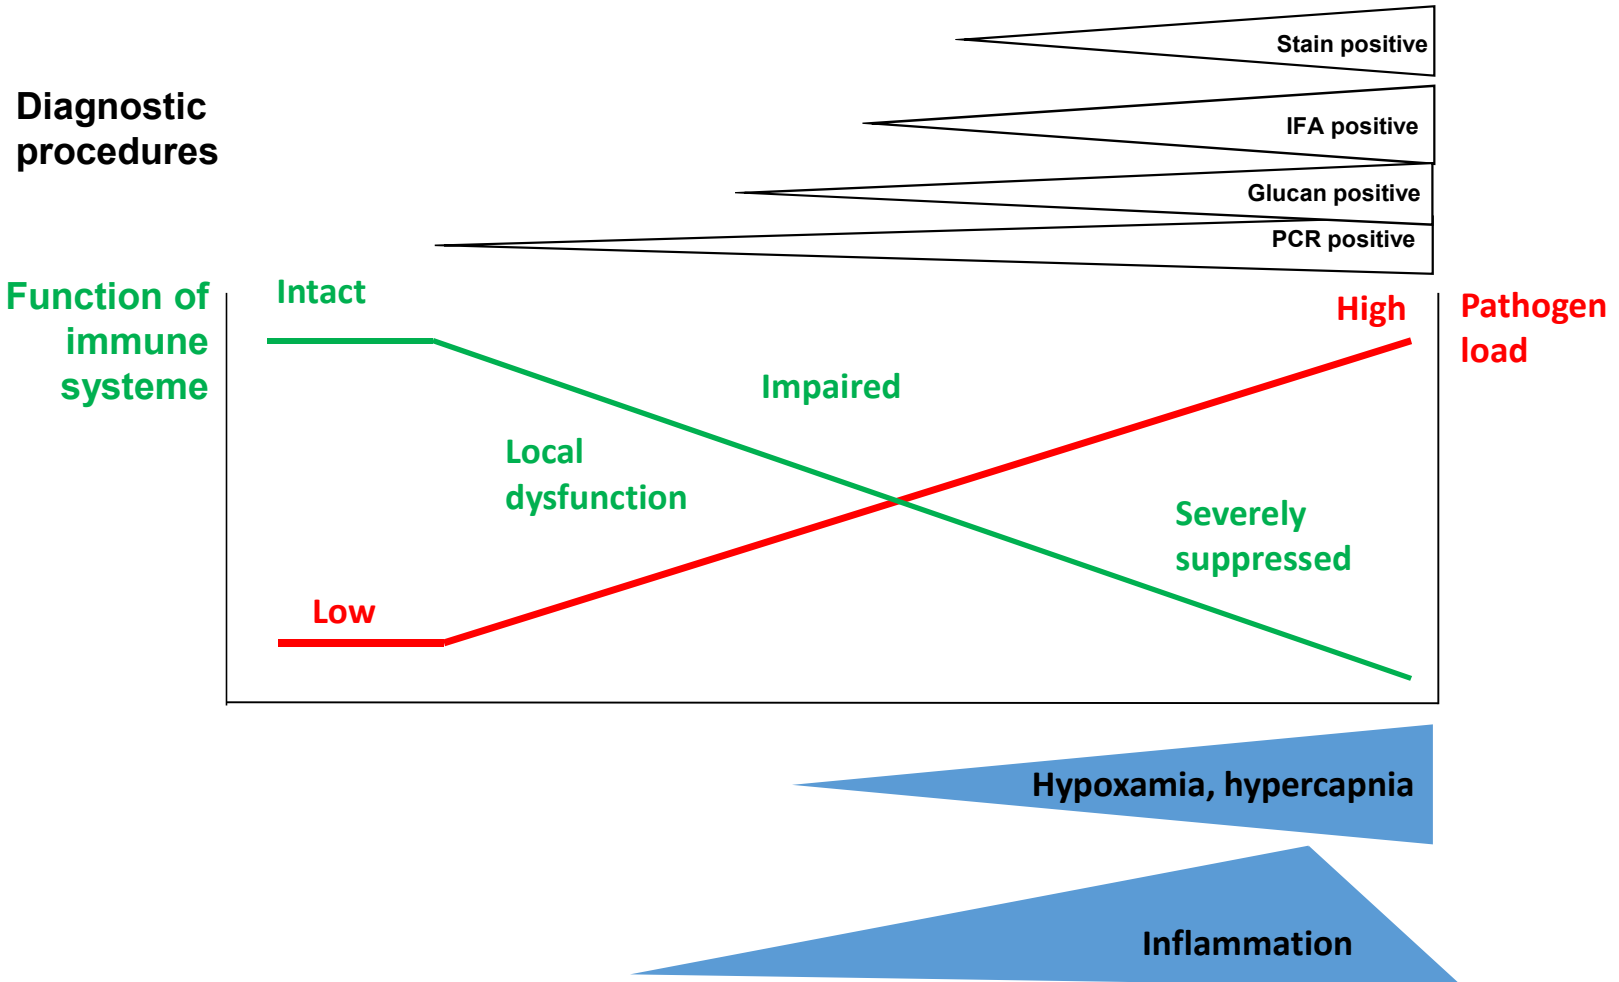 Stain positive
Diagnostic
procedures
IFA positive
Glucan positive
PCR positive
Function of
immune
systeme
Intact
High
Pathogen
load
Impaired
Local
dysfunction
Severely
suppressed
Low
Hypoxamia, hypercapnia
Inflammation